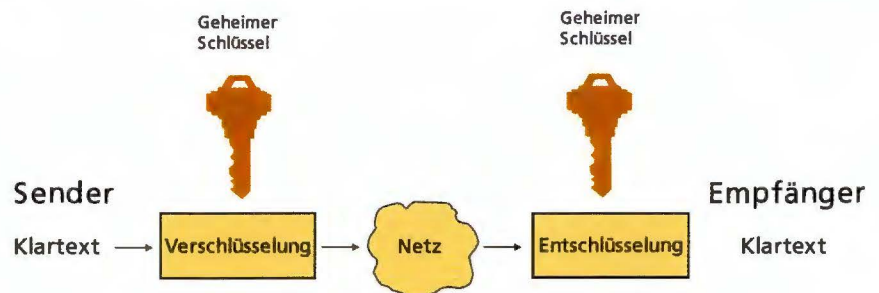 Geheimer
Schlüssel
Geheimer
Schlüssel
Sender
Empfänger
Klartext
Verschlüsselung
Netz
Entschlüsselung
Klartext